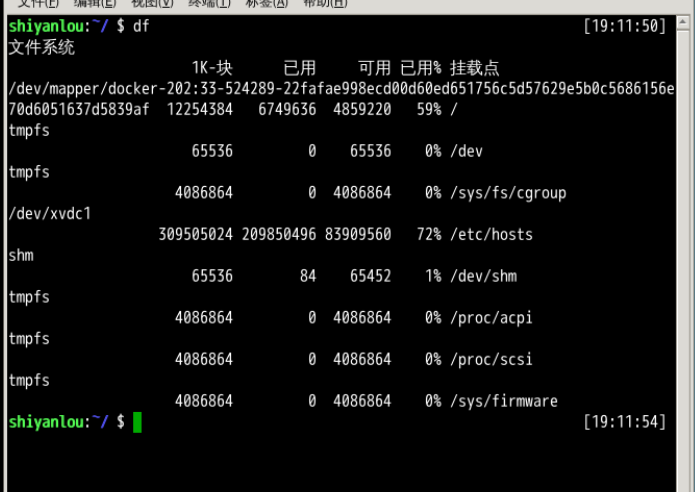 文件(F) 编辑(E) 视图(V) 终端(T) 标签(A) 帮助(H)
shiyanlou:~/ $ df [19:11:50]
文件系统
1K-块 已用 可用 已用% 挂载点
/dev/mapper/docker-202:33-524289-22fafae998ecd00d60ed651756c5d57629e5b0c5686156e
70d6051637d5839af 12254384 6749636 4859220 59% /
tmpfs
65536 0 65536 0% /dev
tmpfs
4086864 0 4086864 0% /sys/fs/cgroup
/dev/xvdc1
309505024 209850496 83909560 72% /etc/hosts
shm
65536 84 65452 1% /dev/shm
tmpfs
4086864 0 4086864 0% /proc/acpi
tmpfs
4086864 0 4086864 0% /proc/scsi
tmpfs
4086864 0 4086864 0% /sys/firmware
shiyanlou:~/ $ [19:11:54]